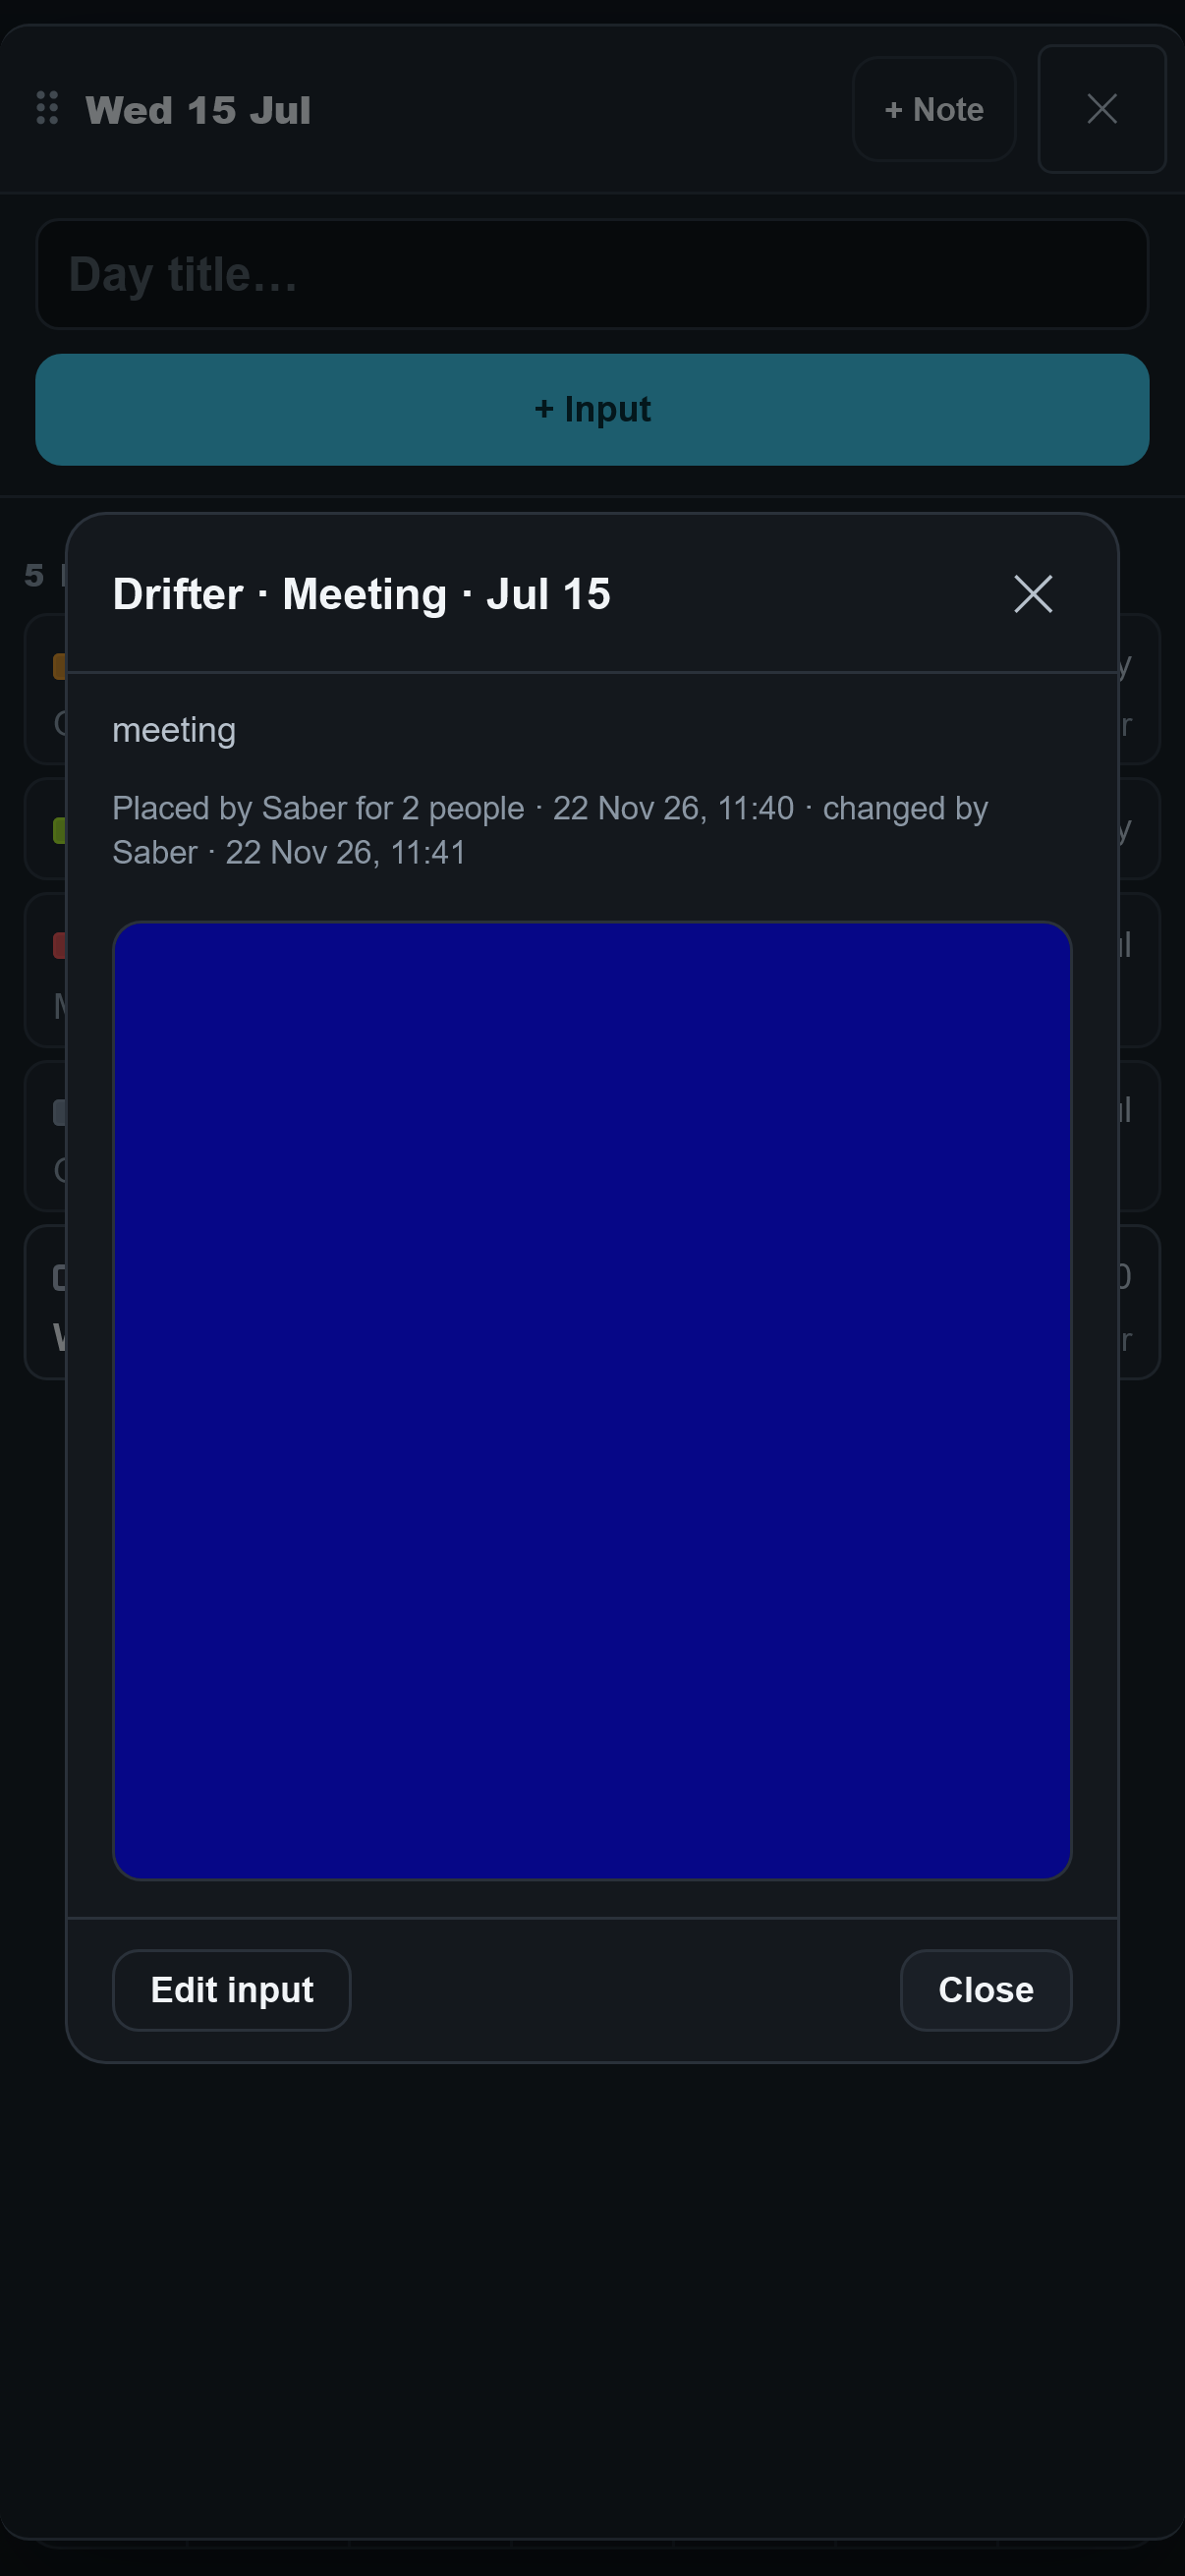 Wed 15 Jul
+ Note
Day title...
+ Input
5
Drifter · Meeting · Jul 15
meeting
Placed by Saber for 2 people · 22 Nov 26, 11:40 · changed by
Saber · 22 Nov 26, 11:41
Edit input
Close